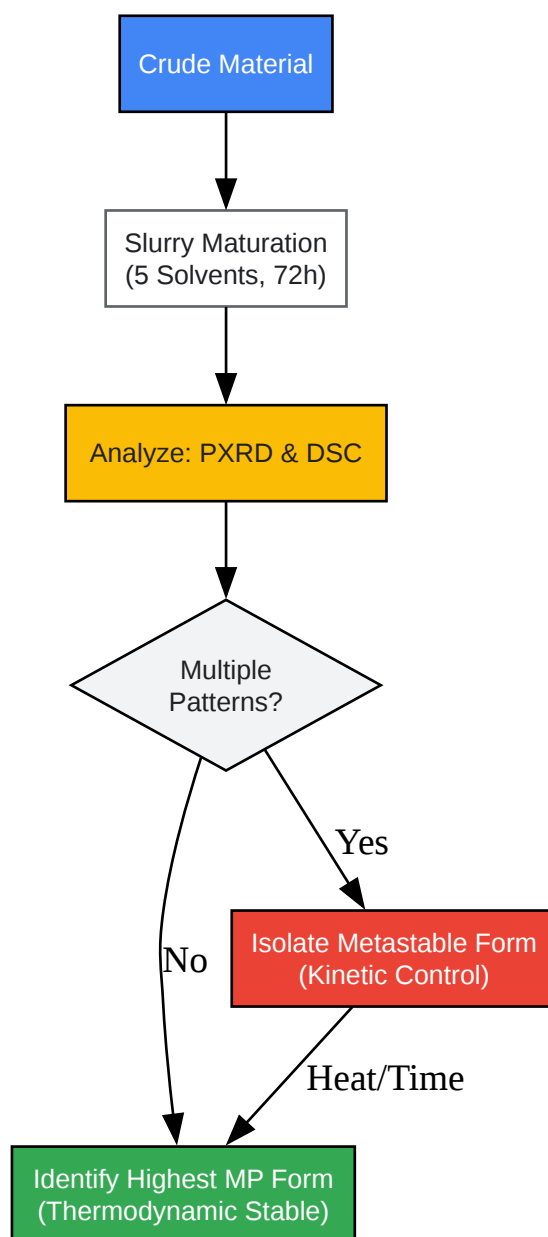 Crude Material
Slurry Maturation
(5 Solvents, 72h)
Analyze: PXRD & DSC
Multiple
Patterns?
Yes
Isolate Metastable Form
(Kinetic Control)
No
Heat/Time
Identify Highest MP Form
(Thermodynamic Stable)